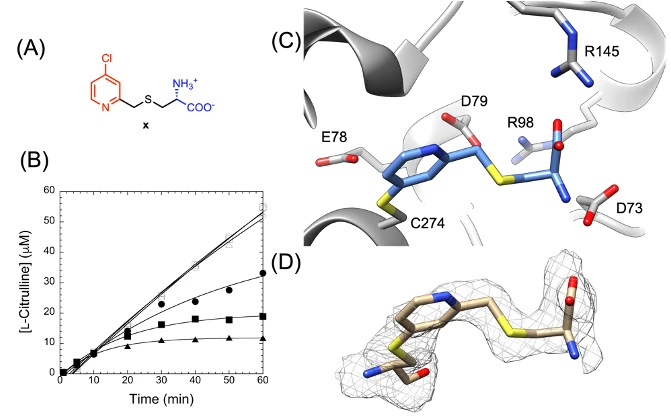 (A)
Cl
N
S
NH₃⁺
COO⁻
x
(B)
[L-Citrulline] (μM)
60
50
40
30
20
10
0
0 10 20 30 40 50 60
Time (min)
(C)
R145
D79
R98
E78
C274
D73
(D)